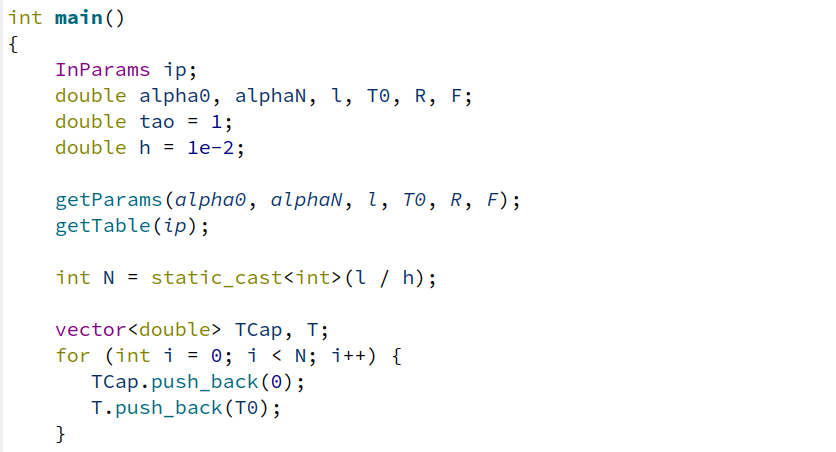 int main()
{
    InParams ip;
    double alpha0, alphaN, l, T0, R, F;
    double tao = 1;
    double h = 1e-2;

    getParams(alpha0, alphaN, l, T0, R, F);
    getTable(ip);

    int N = static_cast<int>(l / h);

    vector<double> TCap, T;
    for (int i = 0; i < N; i++) {
       TCap.push_back(0);
       T.push_back(T0);
    }